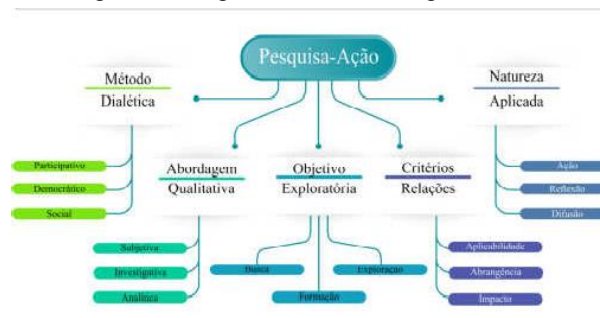 Pesquisa-Ação
Método
Dialética
Natureza
Aplicada
Participativo
Democrático
Social
Abordagem
Qualitativa
Objetivo
Exploratória
Critérios
Relações
Ação
Reflexão
Difusão
Subjetiva
Investigativa
Analítica
Busca
Exploração
Formação
Aplicabilidade
Abrangência
Impacto